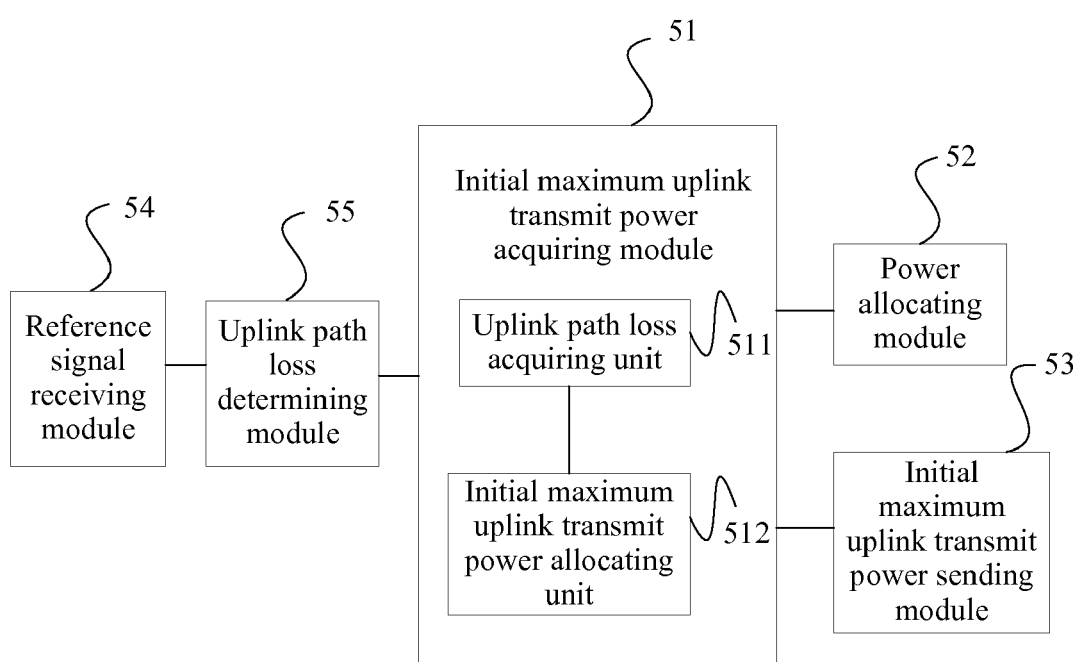 51
Initial maximum uplink
transmit power
acquiring module
52
Power
allocating
module
54
Reference
signal
receiving
module
55
Uplink path
loss
determining
module
Uplink path loss
acquiring unit
511
Initial maximum
uplink transmit
power allocating
unit
512
53
Initial
maximum
uplink transmit
power sending
module